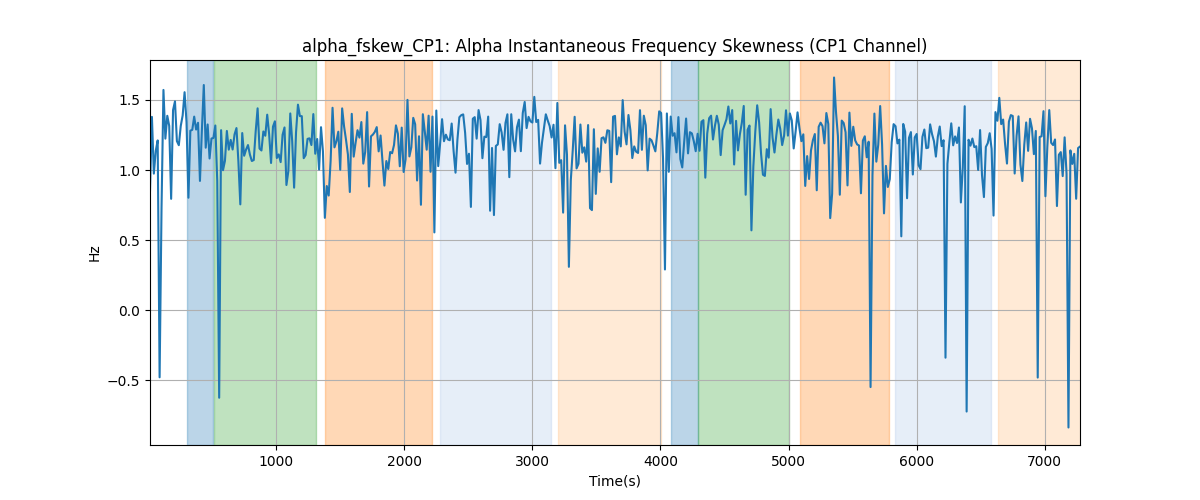 alpha_fskew_CP1: Alpha Instantaneous Frequency Skewness (CP1 Channel)
1.5
1.0
0.5
0.0
−0.5
Hz
1000 2000 3000 4000 5000 6000 7000
Time(s)